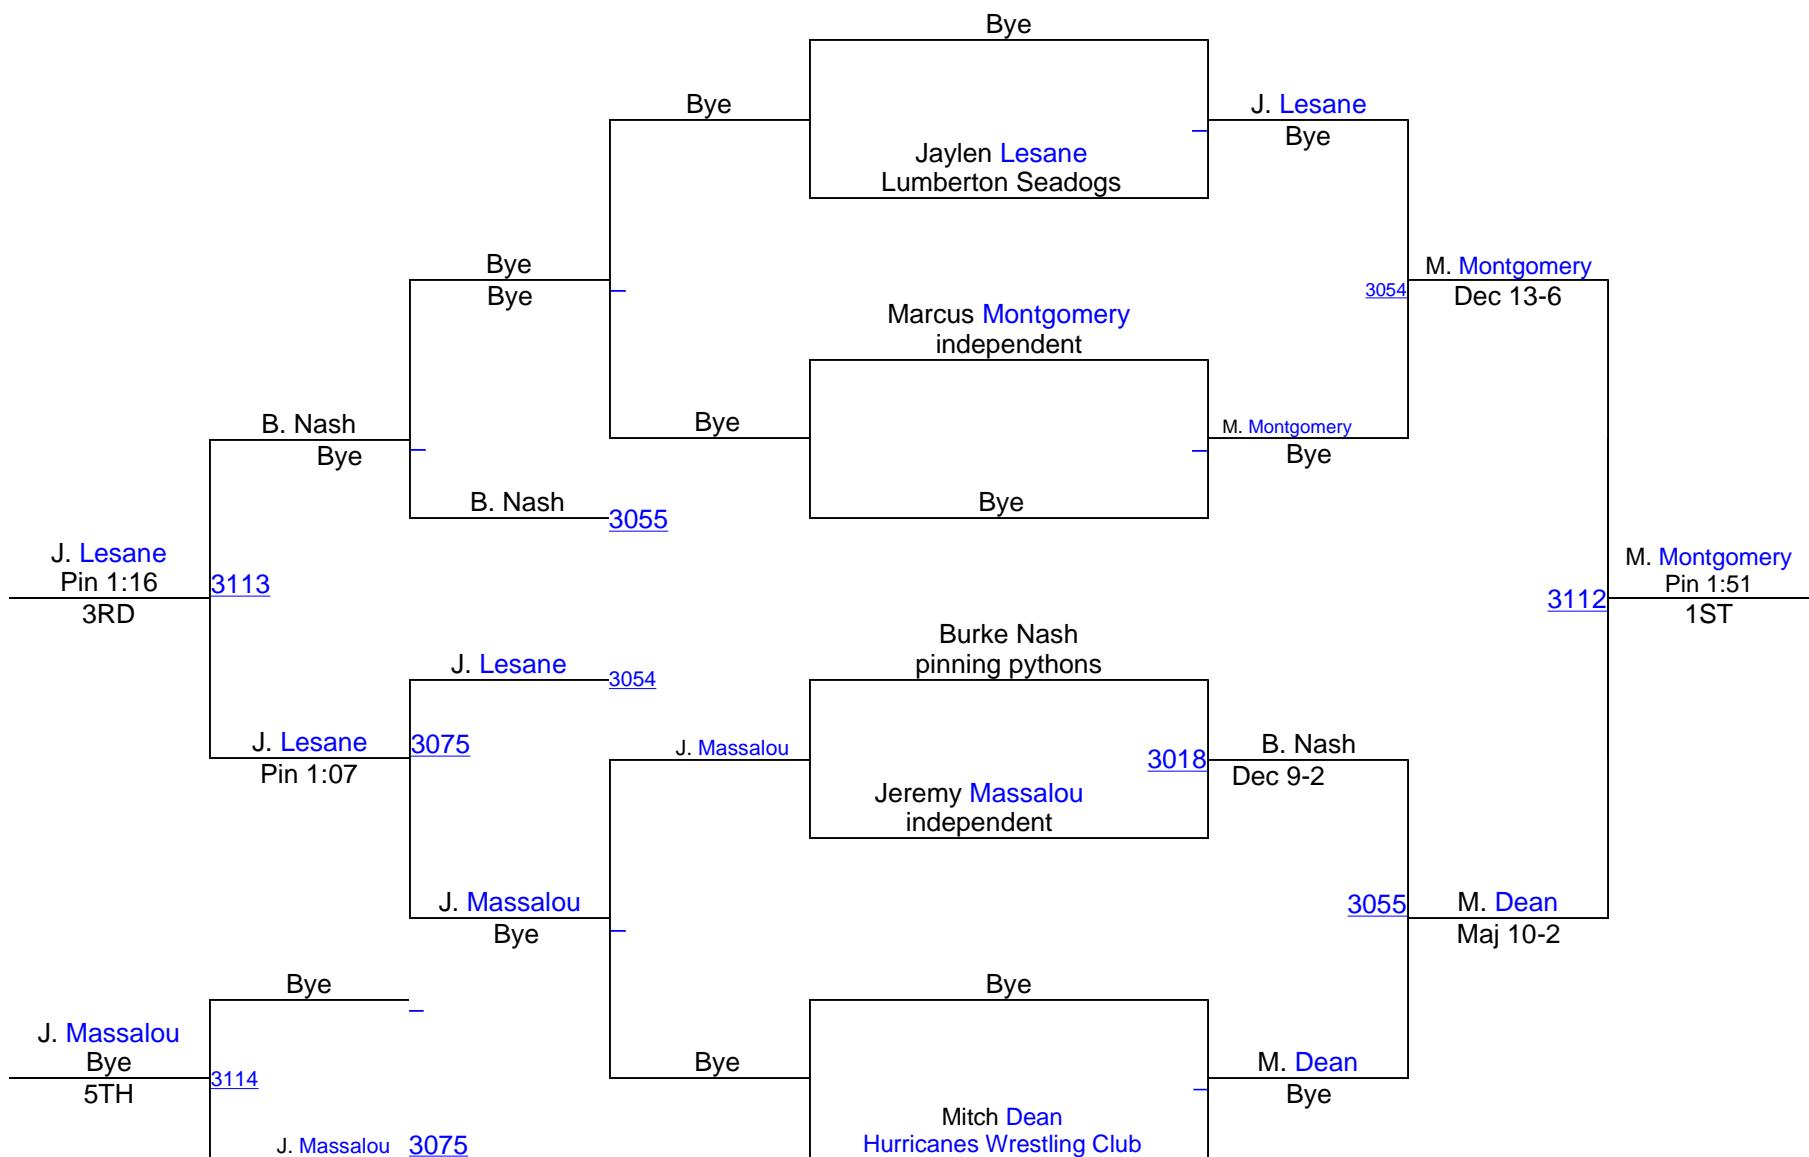 Bye
Bye
J. Lesane
Bye
Jaylen Lesane
Lumberton Seadogs
Bye
Bye
M. Montgomery
3054
Dec 13-6
Marcus Montgomery
independent
B. Nash
Bye
Bye
M. Montgomery
Bye
B. Nash
3055
Bye
J. Lesane
Pin 1:16
3RD
3113
M. Montgomery
Pin 1:51
1ST
3112
Burke Nash
pinning pythons
J. Lesane
3054
J. Lesane
Pin 1:07
3075
J. Massalou
3018
B. Nash
Dec 9-2
Jeremy Massalou
independent
J. Massalou
Bye
3055
M. Dean
Maj 10-2
Bye
Bye
J. Massalou
Bye
5TH
3114
Bye
M. Dean
Bye
Mitch Dean
Hurricanes Wrestling Club
J. Massalou
3075